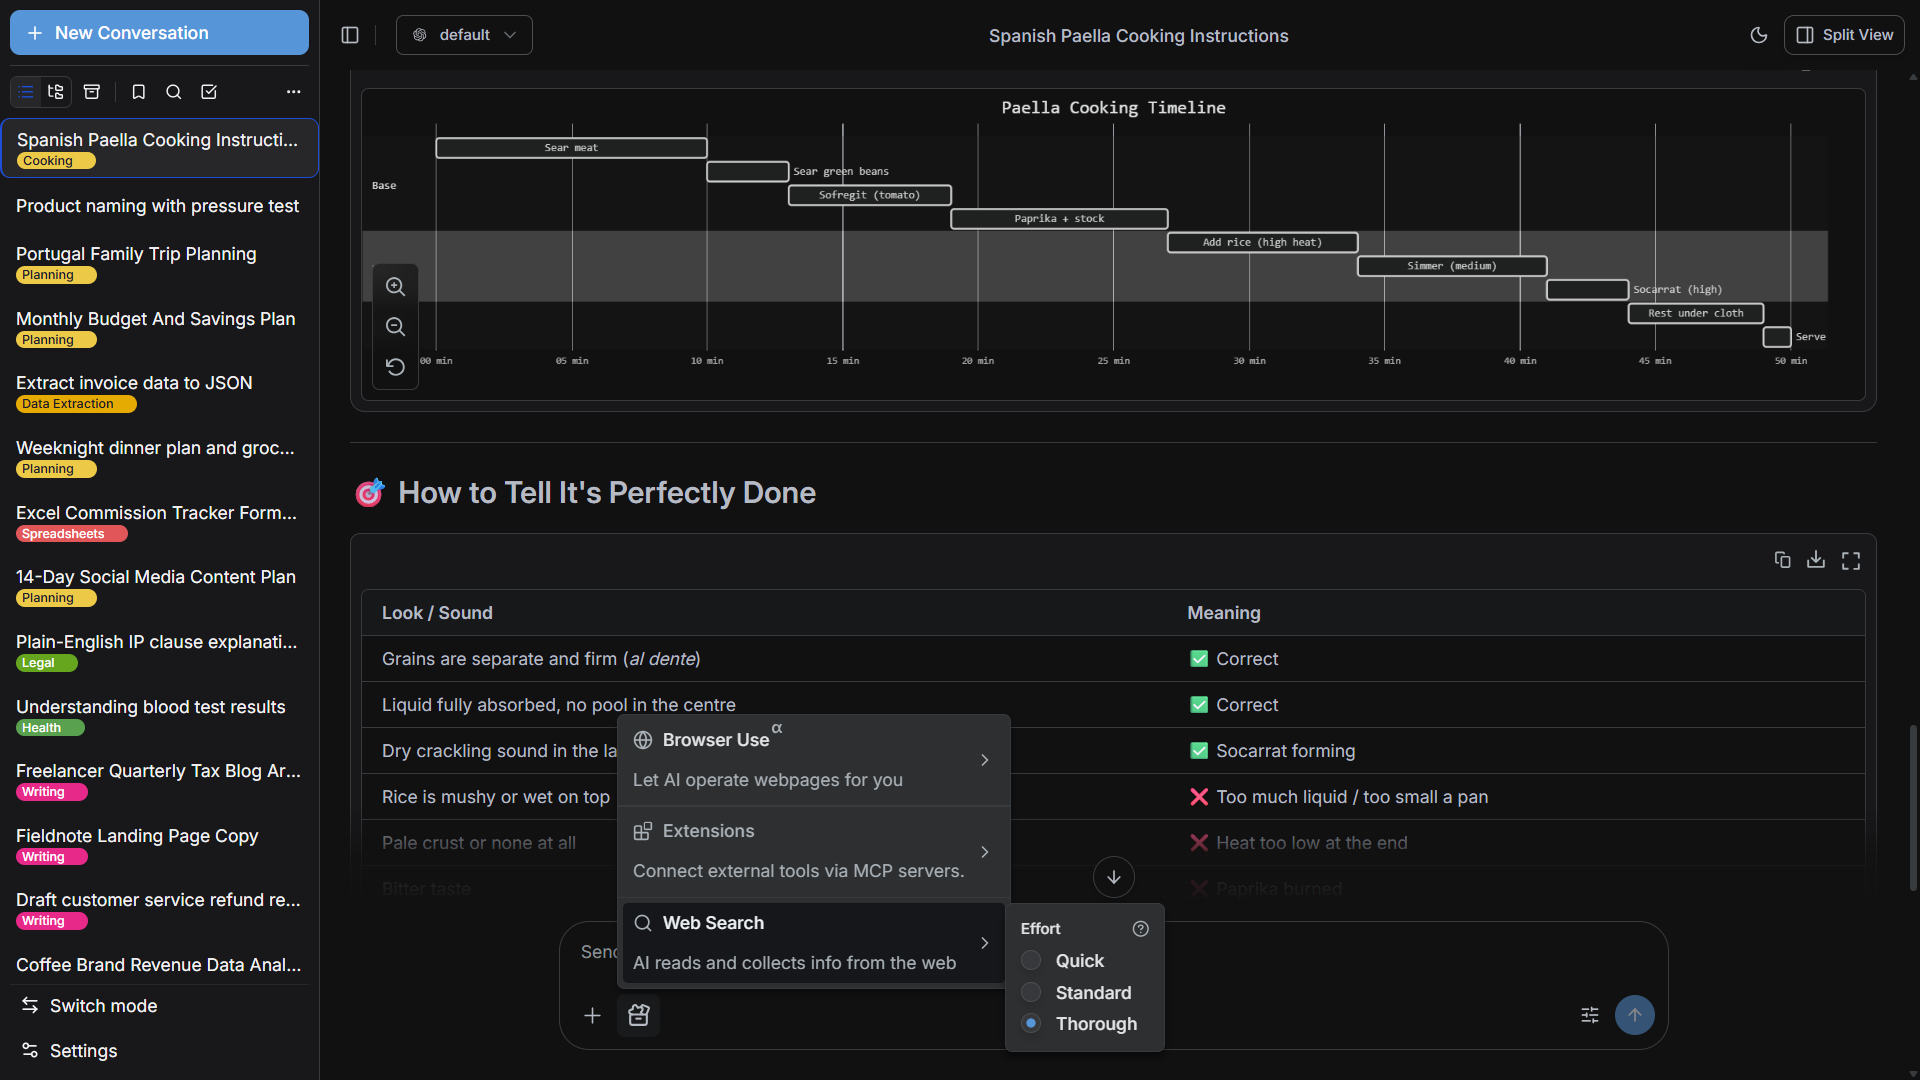 New Conversation
default
Spanish Paella Cooking Instructions
Split View
Spanish Paella Cooking Instructi...
Cooking
Product naming with pressure test
Portugal Family Trip Planning
Planning
Monthly Budget And Savings Plan
Planning
Extract invoice data to JSON
Data Extraction
Weeknight dinner plan and groc...
Planning
Excel Commission Tracker Form...
Spreadsheets
14-Day Social Media Content Plan
Planning
Plain-English IP clause explanati...
Legal
Understanding blood test results
Health
Freelancer Quarterly Tax Blog Ar...
Writing
Fieldnote Landing Page Copy
Writing
Draft customer service refund re...
Writing
Coffee Brand Revenue Data Anal...
Switch mode
Settings
Paella Cooking Timeline
Sear meat
Sear green beans
Base
Sofregit (tomato)
Paprika + stock
Add rice (high heat)
Simmer (medium)
Socarrat (high)
Rest under cloth
Serve
00 min 05 min 10 min 15 min 20 min 25 min 30 min 35 min 40 min 45 min 50 min
🎯 How to Tell It's Perfectly Done
Look / Sound Meaning
Grains are separate and firm (al dente) ✅ Correct
Liquid fully absorbed, no pool in the centre ✅ Correct
Dry crackling sound in the la ✅ Socarrat forming
Rice is mushy or wet on top ❌ Too much liquid / too small a pan
Pale crust or none at all ❌ Heat too low at the end
Bitter taste ❌ Paprika burned
Browser Use α
Let AI operate webpages for you
Extensions
Connect external tools via MCP servers.
Web Search
AI reads and collects info from the web
Effort
Quick
Standard
Thorough